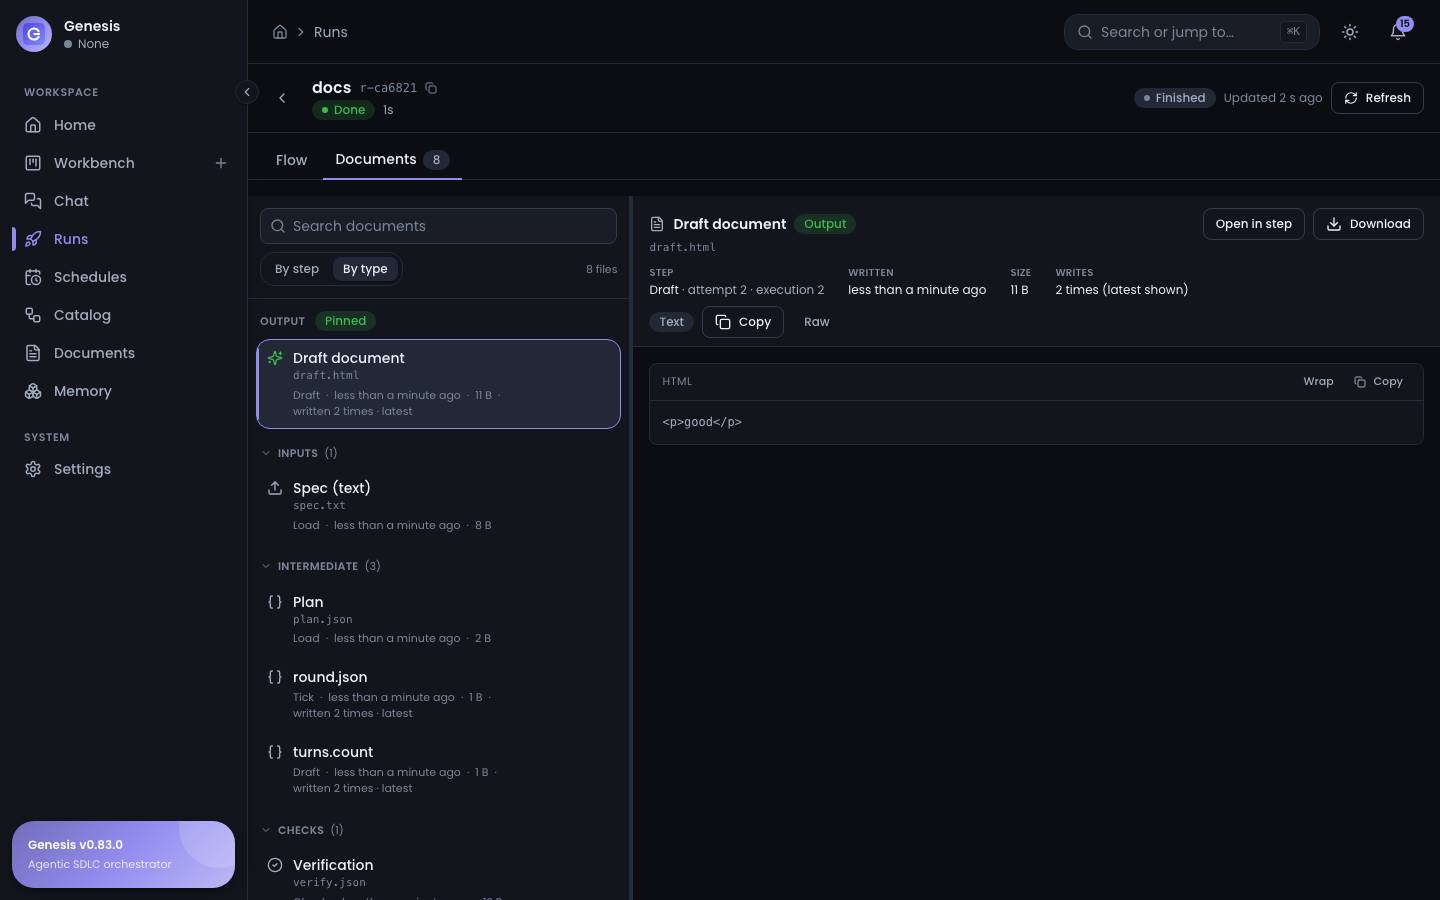 Genesis
None
WORKSPACE
Home
Workbench
Chat
Runs
Schedules
Catalog
Documents
Memory
SYSTEM
Settings
Genesis v0.83.0
Agentic SDLC orchestrator
Runs
Search or jump to...
⌘K
15
docs r-ca6821
Done 1s
Finished Updated 2 s ago Refresh
Flow Documents 8
Search documents
By step By type 8 files
OUTPUT Pinned
Draft document
draft.html
Draft · less than a minute ago · 11 B ·
written 2 times · latest
INPUTS (1)
Spec (text)
spec.txt
Load · less than a minute ago · 8 B
INTERMEDIATE (3)
{} Plan
plan.json
Load · less than a minute ago · 2 B
{} round.json
Tick · less than a minute ago · 1 B ·
written 2 times · latest
{} turns.count
Draft · less than a minute ago · 1 B ·
written 2 times · latest
CHECKS (1)
Verification
verify.json
Draft document Output Open in step Download
draft.html
STEP WRITTEN SIZE WRITES
Draft · attempt 2 · execution 2 less than a minute ago 11 B 2 times (latest shown)
Text Copy Raw
HTML Wrap Copy
<p>good</p>